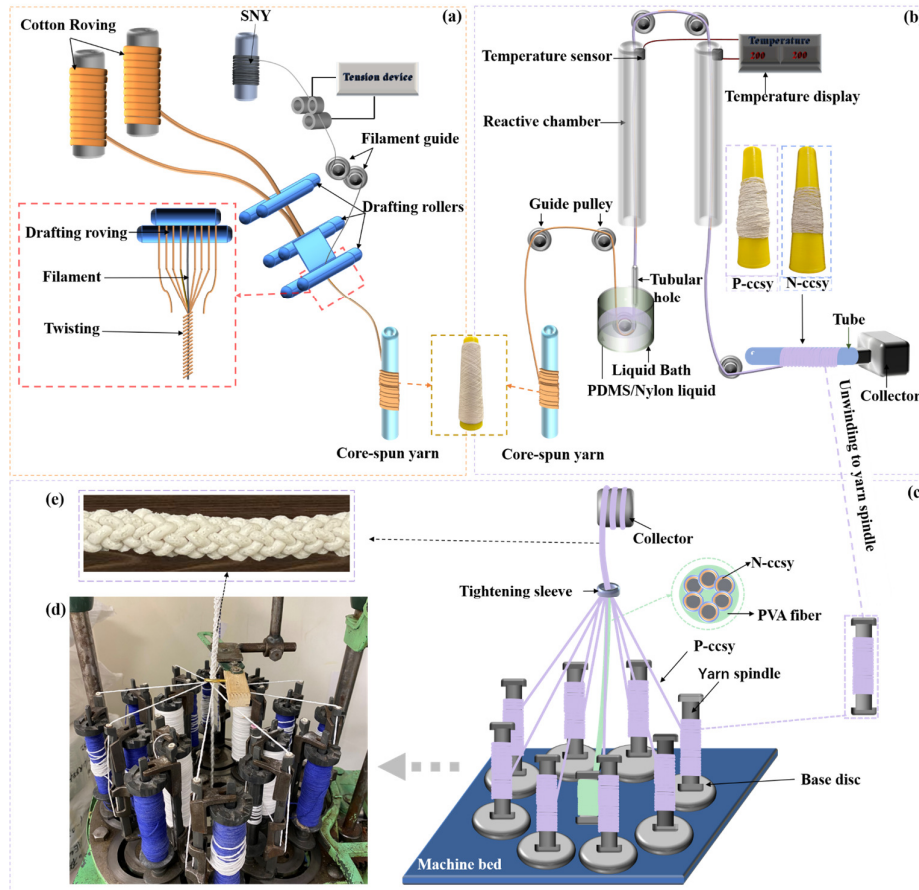 (a)
Cotton Roving
SNY
Tension device
Filament guide
Drafting rollers
Drafting roving
Filament
Twisting
Core-spun yarn
(b)
Temperature sensor
Temperature
200 200
Temperature display
Reactive chamber
Guide pulley
Tubular
hole
Liquid Bath
PDMS/Nylon liquid
P-ccsy
N-ccsy
Tube
Collector
Core-spun yarn
Unwinding to yarn spindle
(c)
Collector
Tightening sleeve
N-ccsy
PVA fiber
P-ccsy
Yarn spindle
Base disc
Machine bed
(e)
(d)